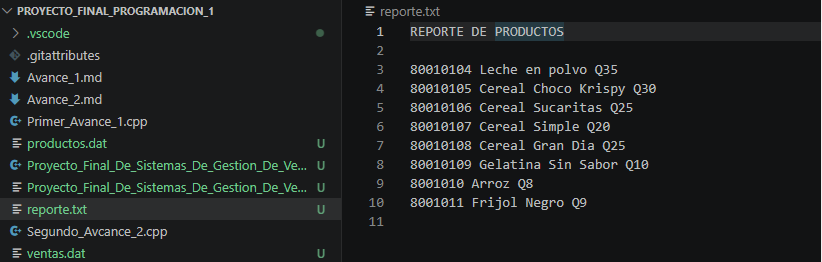 PROYECTO_FINAL_PROGRAMACION_1
.vscode
.gitattributes
Avance_1.md
Avance_2.md
Primer_Avance_1.cpp
productos.dat U
Proyecto_Final_De_Sistemas_De_Gestion_De_Ve... U
Proyecto_Final_De_Sistemas_De_Gestion_De_Ve... U
reporte.txt U
Segundo_Avcance_2.cpp
ventas.dat U
reporte.txt
1 REPORTE DE PRODUCTOS
2
3 80010104 Leche en polvo Q35
4 80010105 Cereal Choco Krispy Q30
5 80010106 Cereal Sucaritas Q25
6 80010107 Cereal Simple Q20
7 80010108 Cereal Gran Dia Q25
8 80010109 Gelatina Sin Sabor Q10
9 8001010 Arroz Q8
10 8001011 Frijol Negro Q9
11